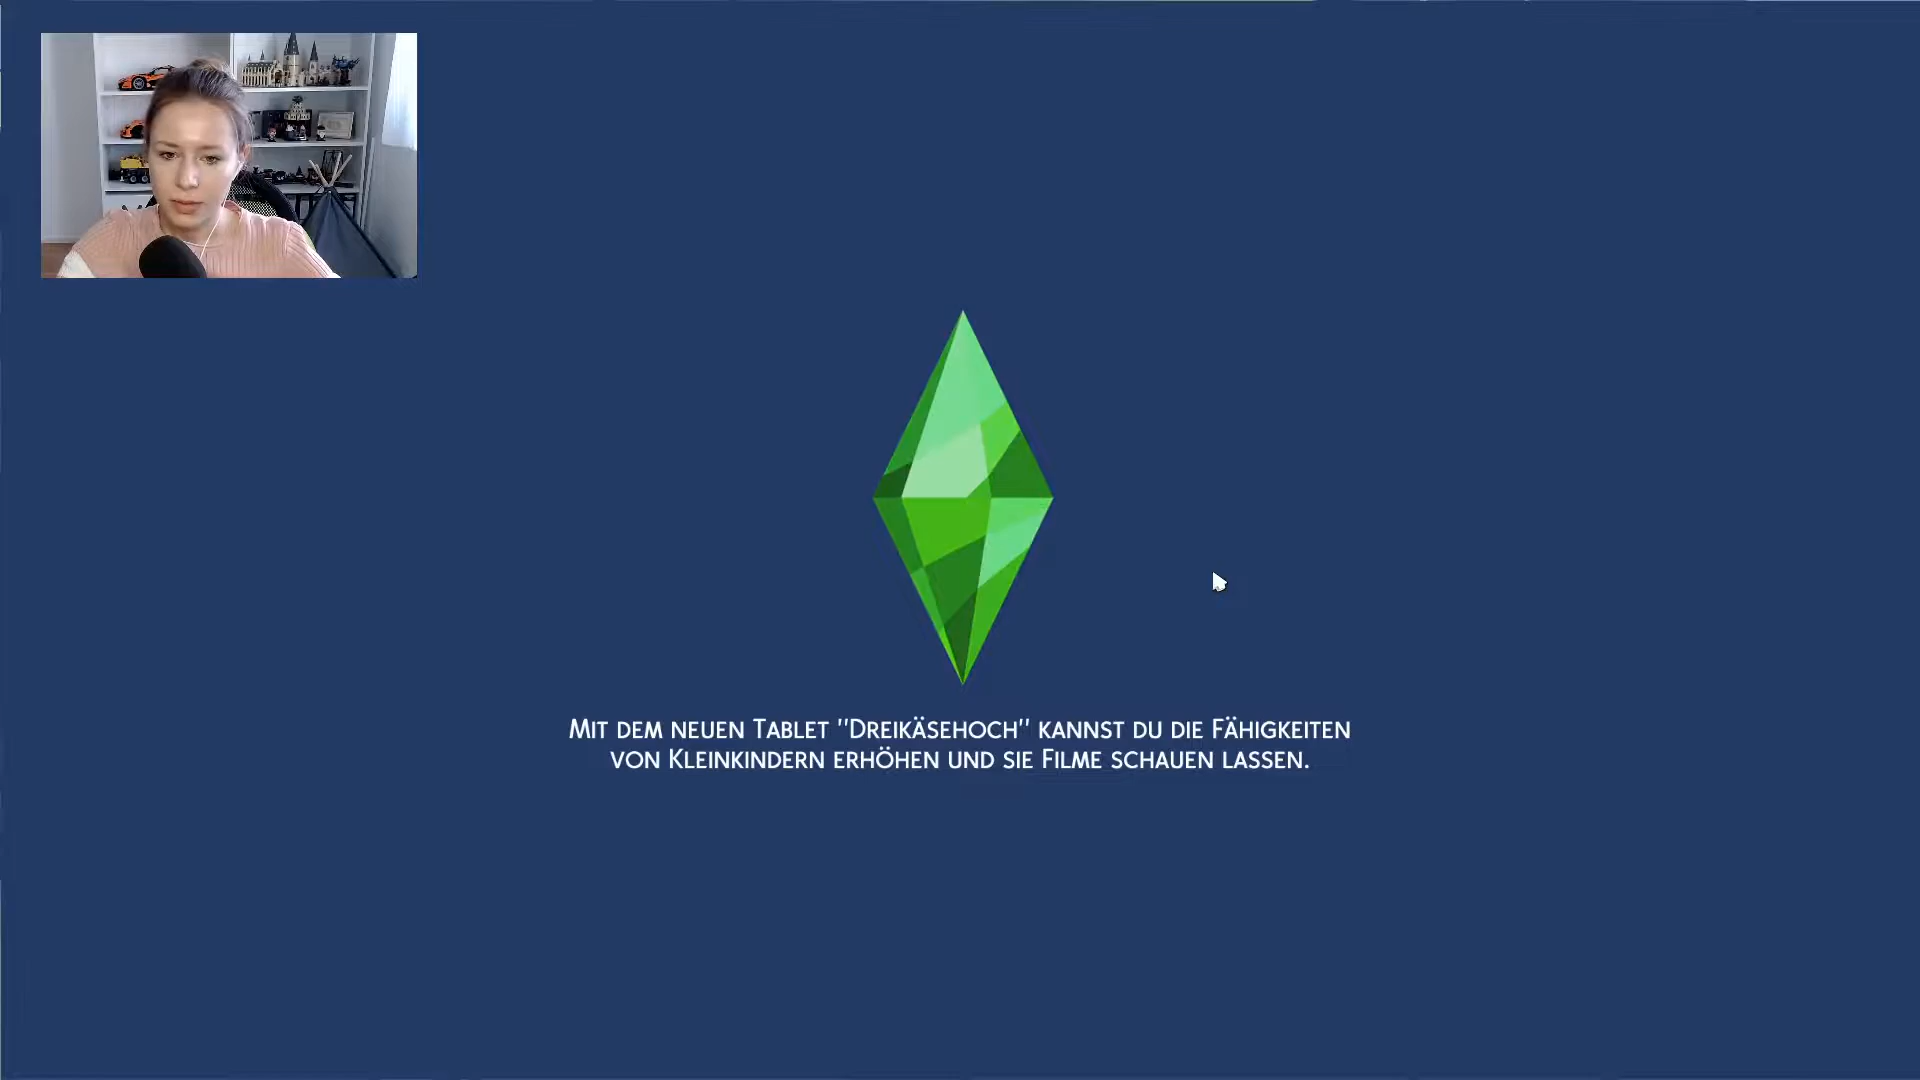 Mit dem neuen Tablet "Dreikäsehoch" kannst du die Fähigkeiten
von Kleinkindern erhöhen und sie Filme schauen lassen.